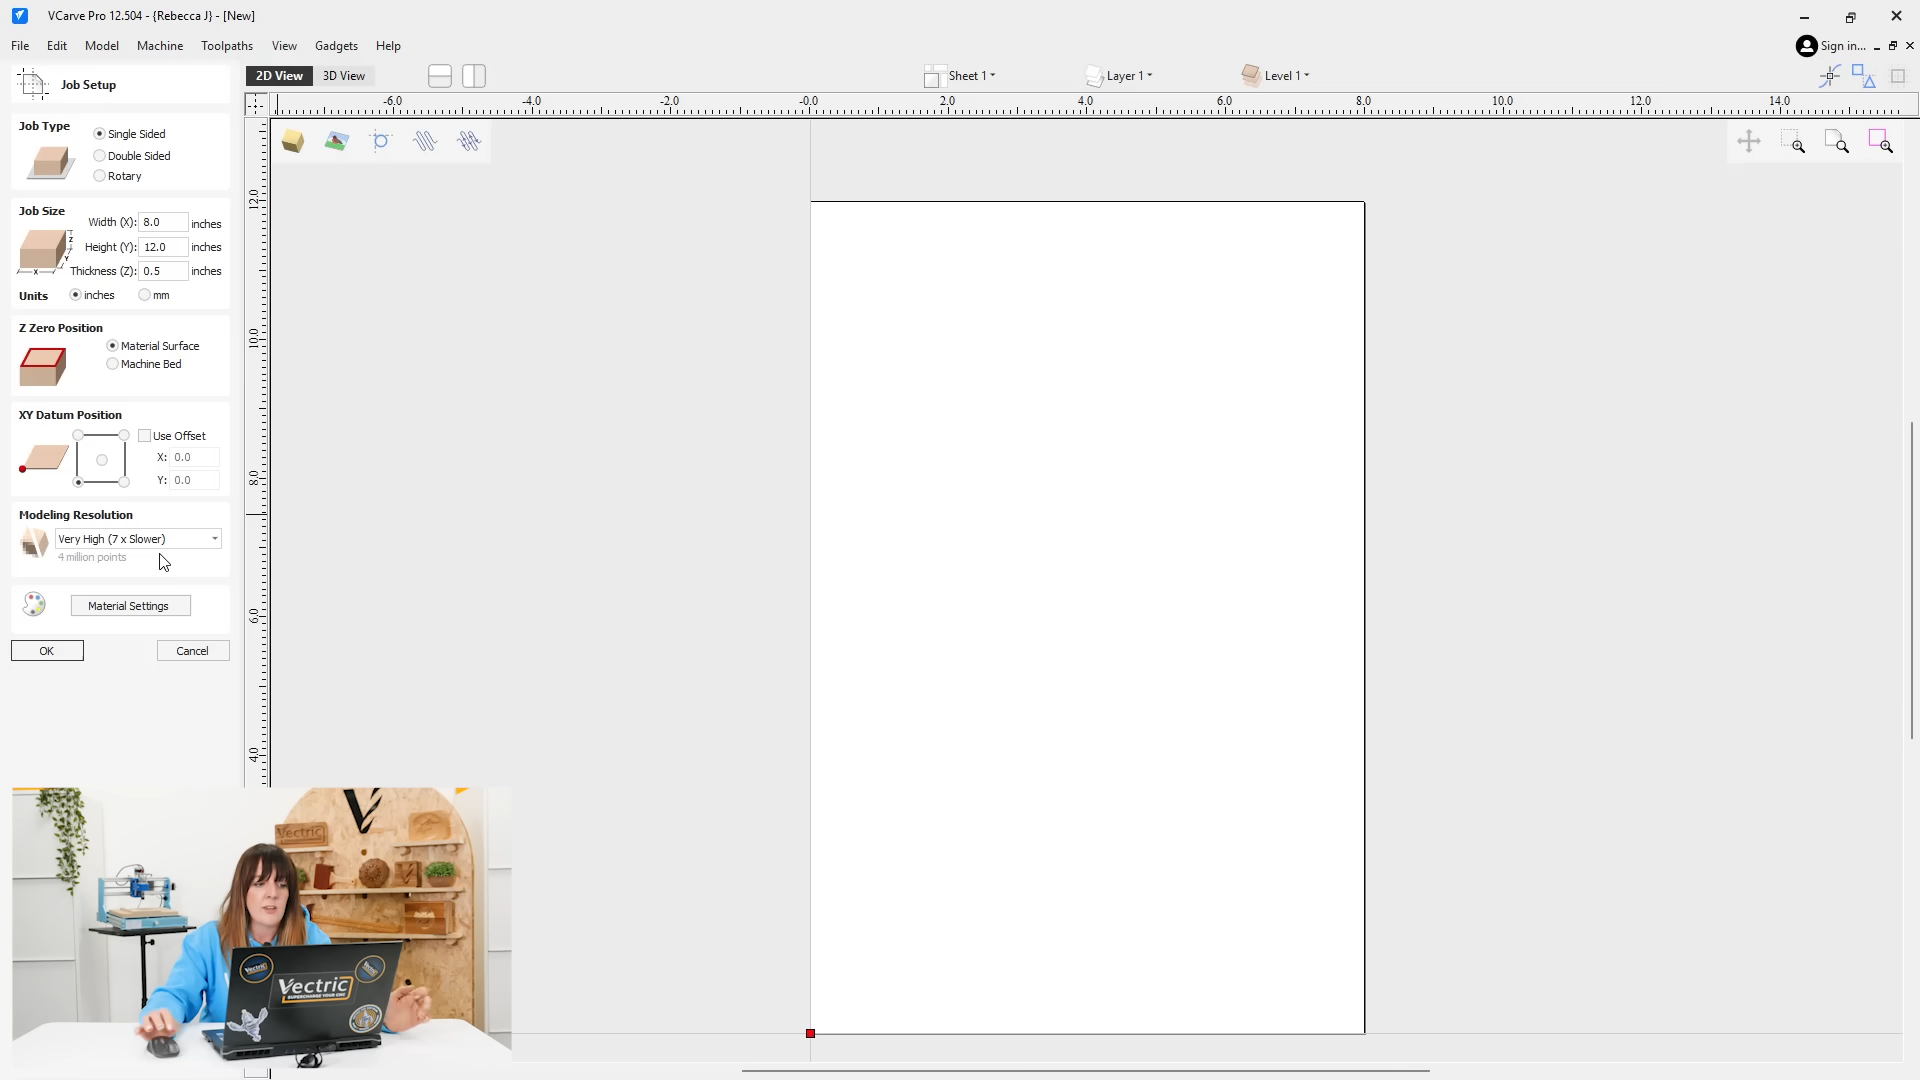 VCarve Pro 12.504 - {Rebecca J} - [New]
File Edit Model Machine Toolpaths View Gadgets Help
Sign in...
Job Setup
2D View 3D View
Sheet 1
Layer 1
Level 1
-6.0 -4.0 -2.0 -0.0 2.0 4.0 6.0 8.0 10.0 12.0 14.0
12.0
10.0
8.0
6.0
4.0
Job Type
Single Sided
Double Sided
Rotary
Job Size
Width (X): 8.0 inches
Height (Y): 12.0 inches
Thickness (Z): 0.5 inches
Z
Y
X
Units inches mm
Z Zero Position
Material Surface
Machine Bed
XY Datum Position
Use Offset
X: 0.0
Y: 0.0
Modeling Resolution
Very High (7 x Slower)
4 million points
Material Settings
OK Cancel
Vectric
Vectric
Vectric
SUPERCHARGE YOUR CNC